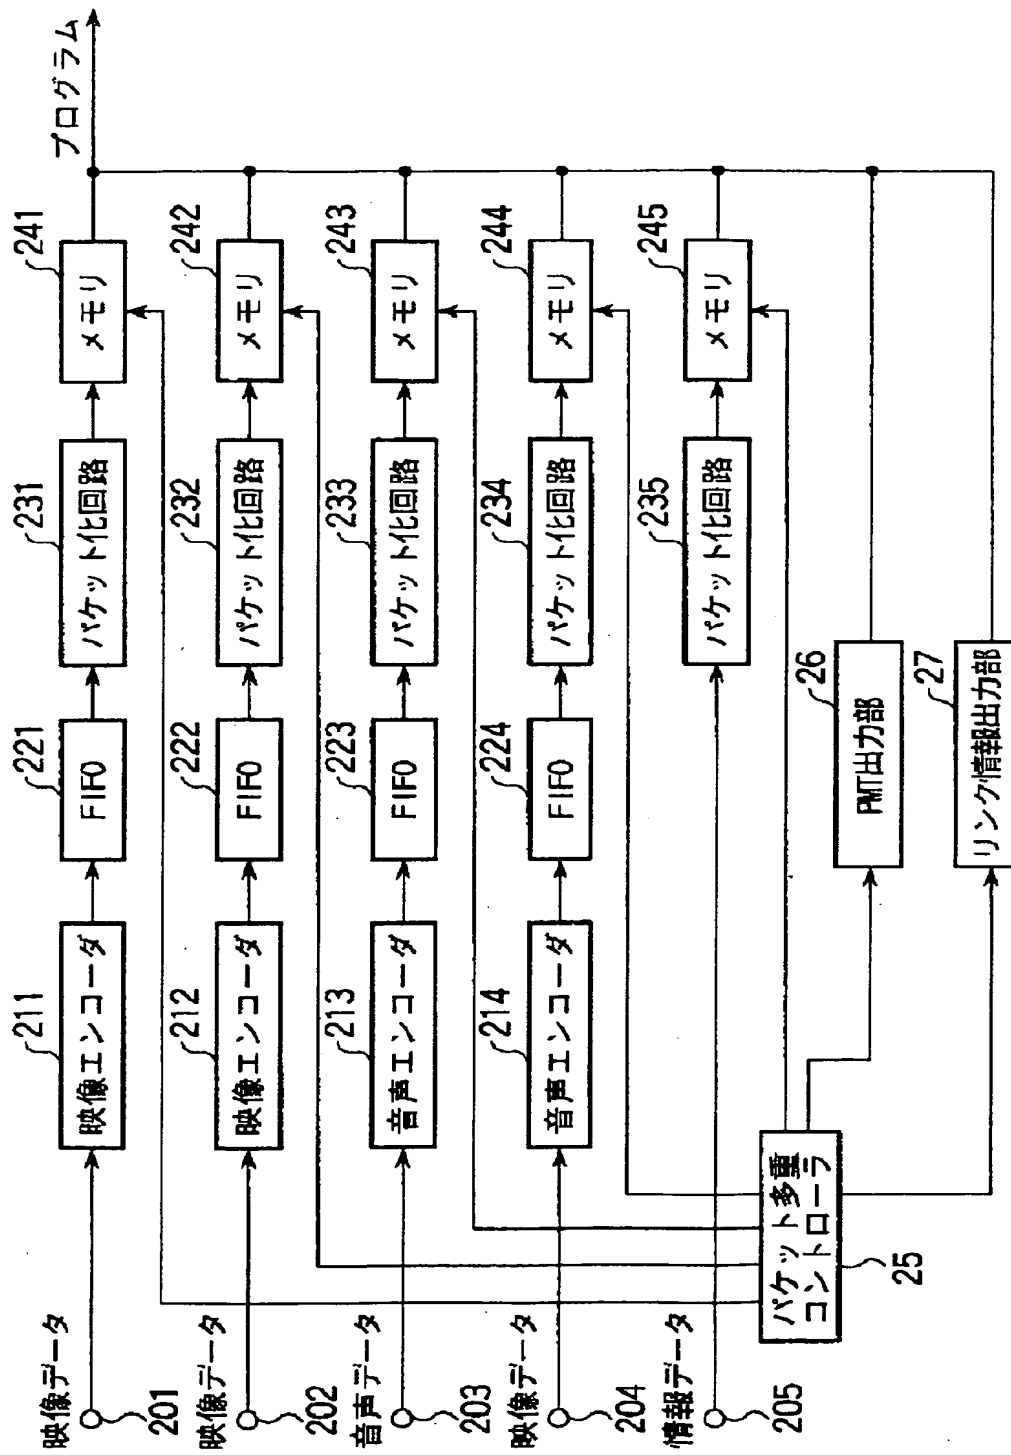 映像データ
201
211
映像エンコーダ
221
FIFO
231
パケット化回路
241
メモリ
プログラム
映像データ
202
212
映像エンコーダ
222
FIFO
232
パケット化回路
242
メモリ
音声データ
203
213
音声エンコーダ
223
FIFO
233
パケット化回路
243
メモリ
映像データ
204
214
音声エンコーダ
224
FIFO
234
パケット化回路
244
メモリ
情報データ
205
235
パケット化回路
245
メモリ
パケット多重
コントローラ
25
26
PMT出力部
27
リンク情報出力部